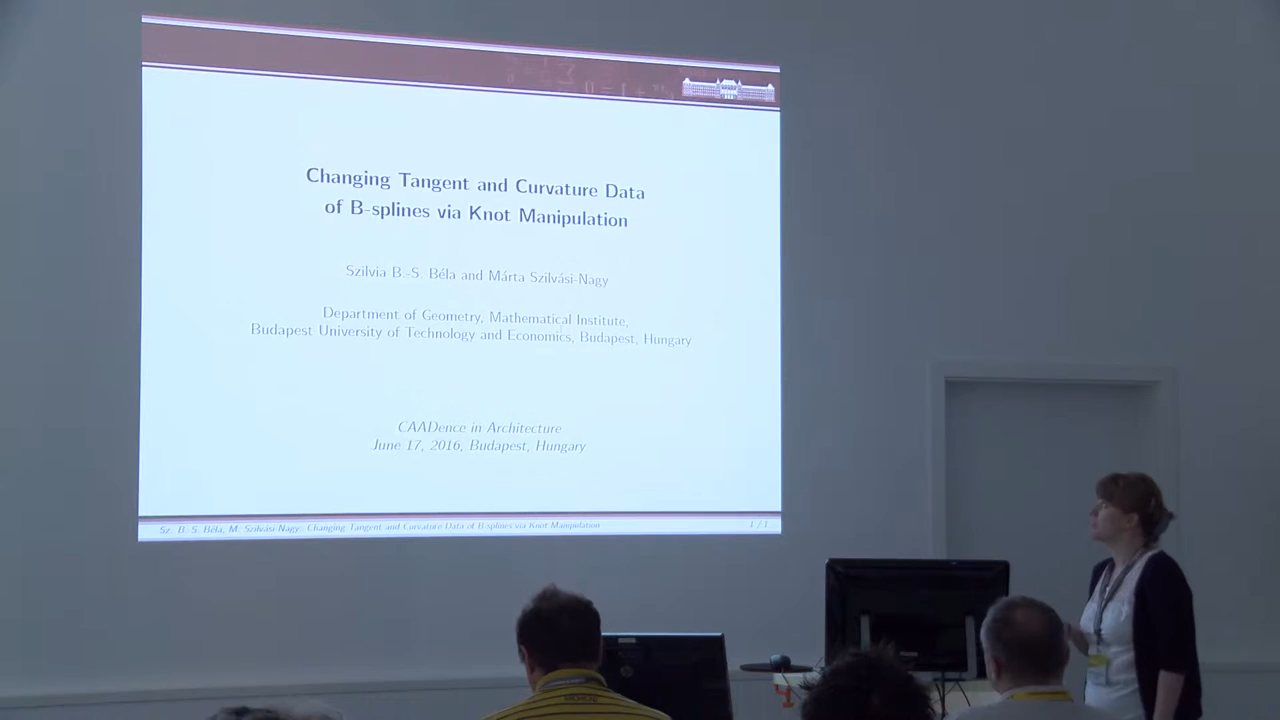 Changing Tangent and Curvature Data
of B-splines via Knot Manipulation
Szilvia B.-S. Béla and Márta Szilvási-Nagy
Department of Geometry, Mathematical Institute,
Budapest University of Technology and Economics, Budapest, Hungary
CAADence in Architecture
June 17, 2016, Budapest, Hungary
Sz. B. S. Béla, M. Szilvási-Nagy: Changing Tangent and Curvature Data of B-splines via Knot Manipulation
1 / 1